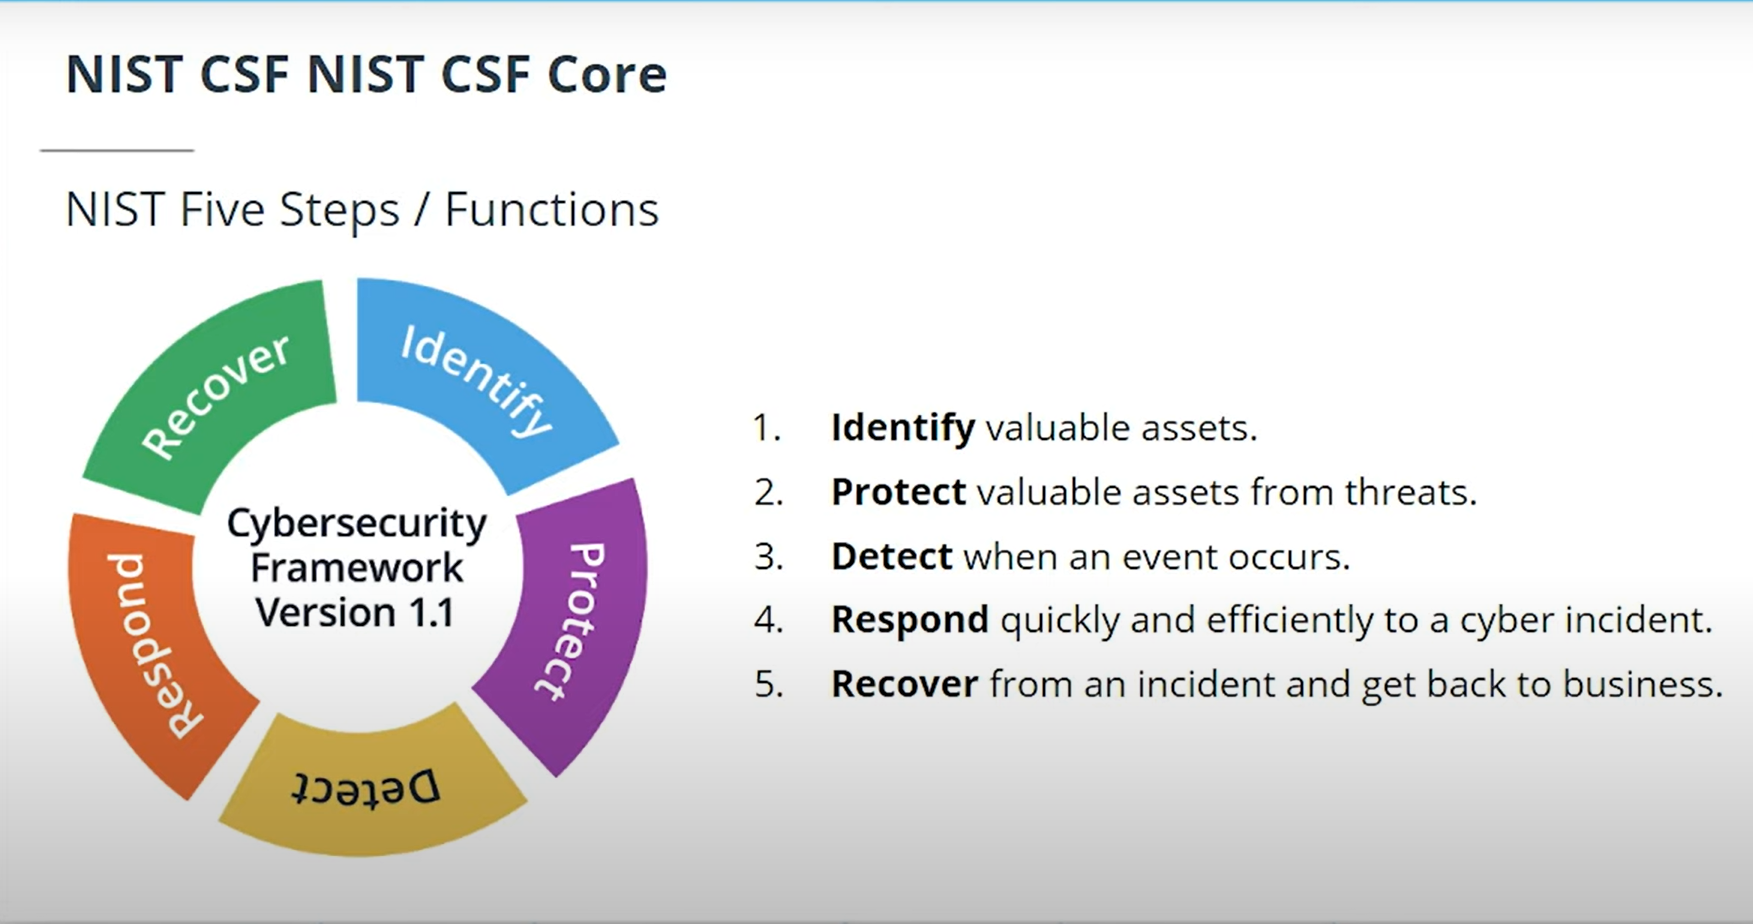 NIST CSF NIST CSF Core
NIST Five Steps / Functions
Identify
Protect
Detect
Respond
Recover
Cybersecurity
Framework
Version 1.1
1. Identify valuable assets.
2. Protect valuable assets from threats.
3. Detect when an event occurs.
4. Respond quickly and efficiently to a cyber incident.
5. Recover from an incident and get back to business.